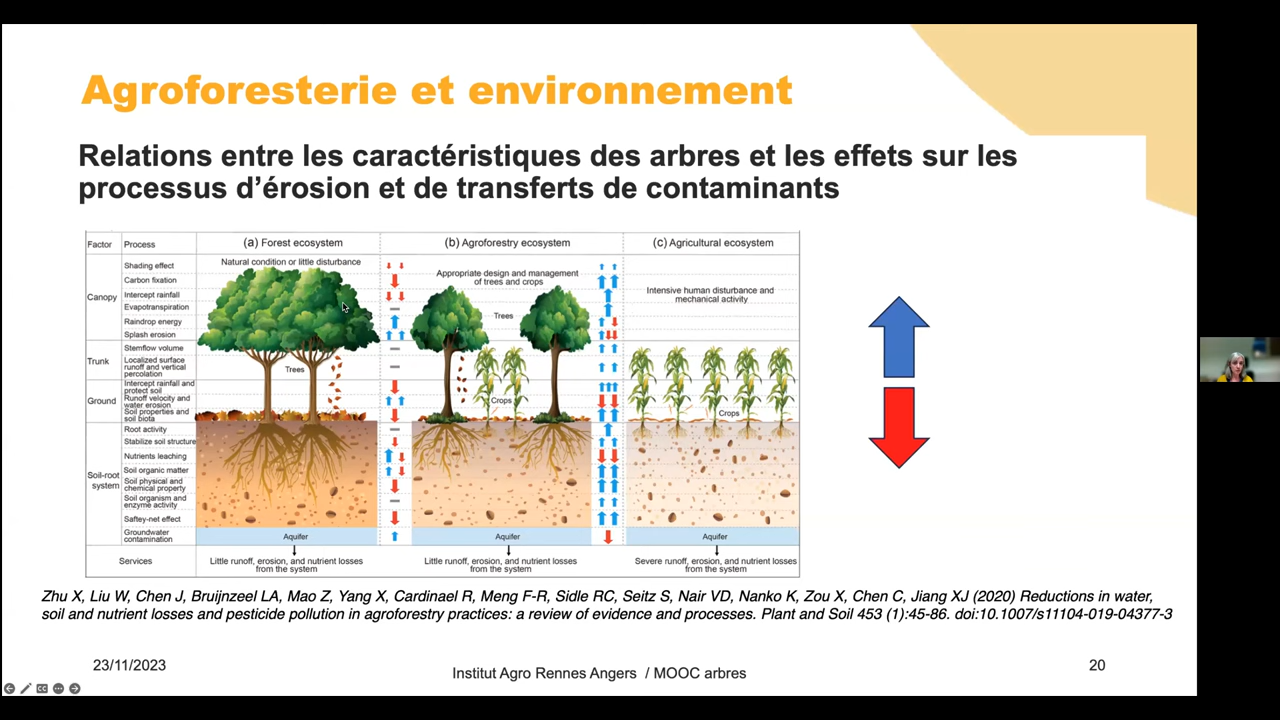 Agroforesterie et environnement
Relations entre les caractéristiques des arbres et les effets sur les
processus d'érosion et de transferts de contaminants
Factor
Process
(a) Forest ecosystem
(b) Agroforestry ecosystem
(c) Agricultural ecosystem
Canopy
Shading effect
Carbon fixation
Intercept rainfall
Evapotranspiration
Raindrop energy
Splash erosion
Trunk
Stemflow volume
Localized surface
runoff and vertical
percolation
Ground
Intercept rainfall and
protect soil
Runoff velocity and
water erosion
Soil properties and
soil biota
Soil-root
system
Root activity
Stabilize soil structure
Nutrients leaching
Soil organic matter
Soil physical and
chemical property
Soil organism and
enzyme activity
Saftey-net effect
Groundwater
contamination
Natural condition or little disturbance
Trees
Aquifer
Appropriate design and management
of trees and crops
Trees
Crops
Aquifer
Intensive human disturbance and
mechanical activity
Crops
Aquifer
Services
Little runoff, erosion, and nutrient losses
from the system
Little runoff, erosion, and nutrient losses
from the system
Severe runoff, erosion, and nutrient losses
from the system
Zhu X, Liu W, Chen J, Bruijnzeel LA, Mao Z, Yang X, Cardinael R, Meng F-R, Sidle RC, Seitz S, Nair VD, Nanko K, Zou X, Chen C, Jiang XJ (2020) Reductions in water,
soil and nutrient losses and pesticide pollution in agroforestry practices: a review of evidence and processes. Plant and Soil 453 (1):45-86. doi:10.1007/s11104-019-04377-3
23/11/2023
Institut Agro Rennes Angers / MOOC arbres
20